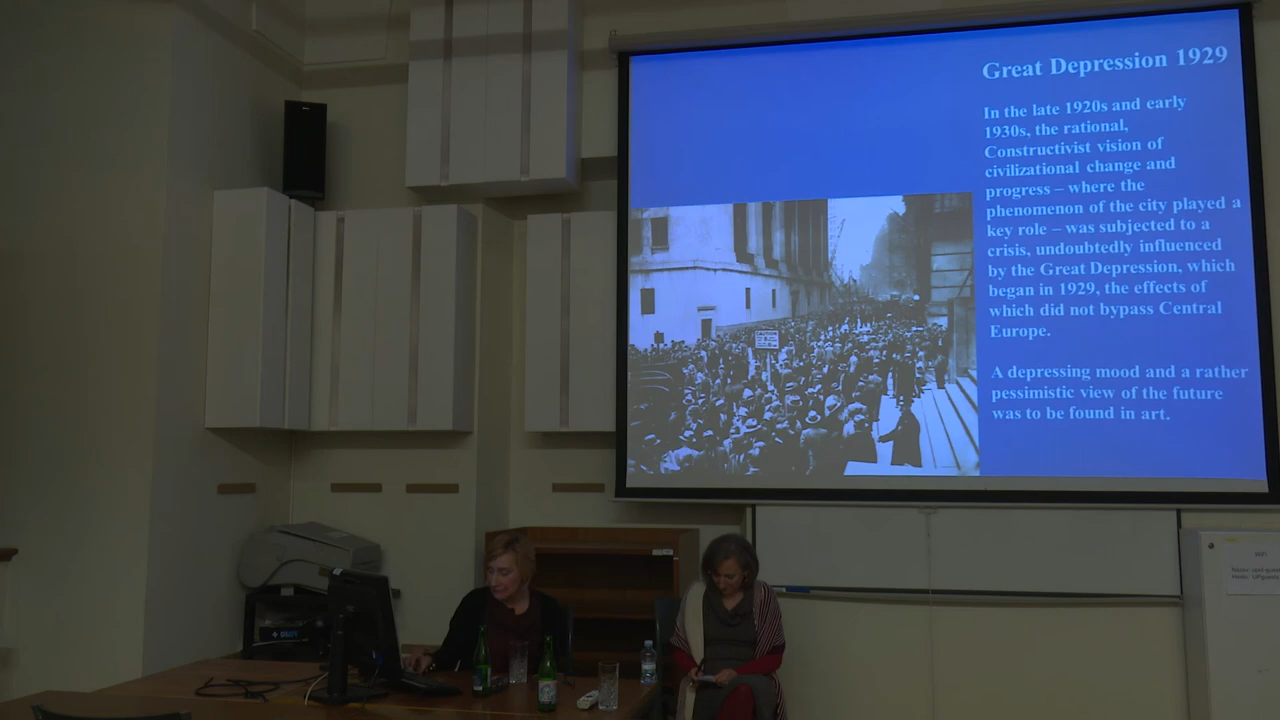 Great Depression 1929
In the late 1920s and early
1930s, the rational,
Constructivist vision of
civilizational change and
progress – where the
phenomenon of the city played a
key role – was subjected to a
crisis, undoubtedly influenced
by the Great Depression, which
began in 1929, the effects of
which did not bypass Central
Europe.
A depressing mood and a rather
pessimistic view of the future
was to be found in art.
CAUTION
WiFi